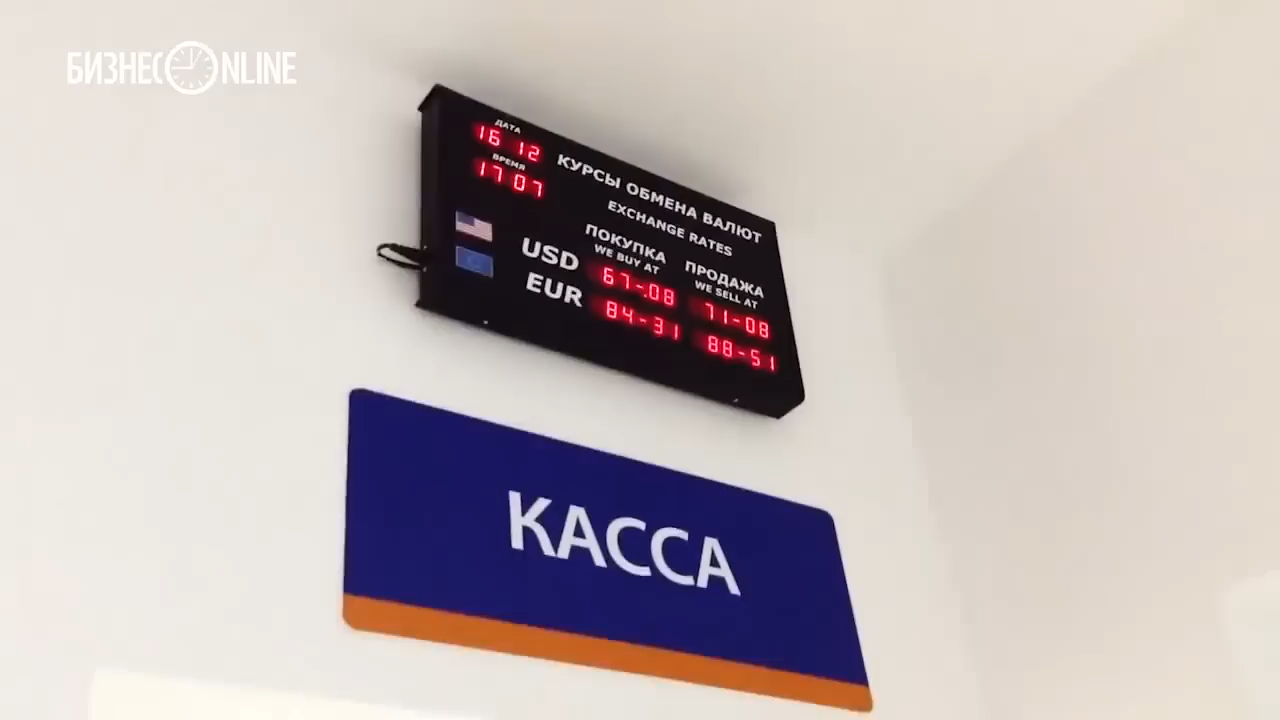 БИЗНЕС ONLINE
ДАТА
16 12
ВРЕМЯ
17 07
КУРСЫ ОБМЕНА ВАЛЮТ
EXCHANGE RATES
ПОКУПКА ПРОДАЖА
WE BUY AT WE SELL AT
USD 67-.08 71-08
EUR 84-31 88-51
КАССА